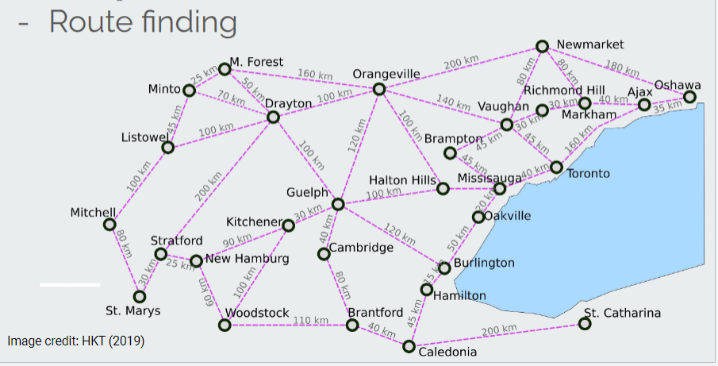 - Route finding
Newmarket
M. Forest
200 km
180 km
25 km
160 km
Orangeville
80 km
80 km
Minto
50 km
Richmond Hill
Ajax
Oshawa
70 km
Drayton
100 km
140 km
Vaughan
30 km
40 km
35 km
Markham
45 km
30 km
Listowel
100 km
120 km
100 km
Brampton
45 km
45 km
160 km
100 km
45 km
100 km
Halton Hills
Missisauga
40 km
Toronto
200 km
Guelph
100 km
20 km
Mitchell
Kitchener
30 km
Oakville
80 km
Stratford
90 km
40 km
Cambridge
120 km
50 km
30 km
25 km
New Hamburg
Burlington
100 km
80 km
15 km
60 km
Hamilton
St. Marys
Woodstock
110 km
Brantford
45 km
St. Catharina
40 km
200 km
Image credit: HKT (2019)
Caledonia